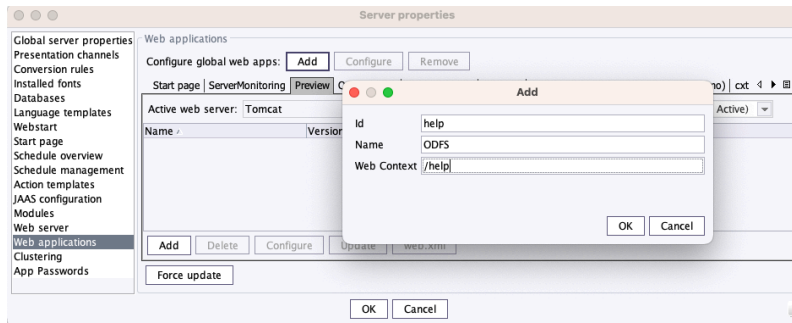 Server properties
Global server properties
Presentation channels
Conversion rules
Installed fonts
Databases
Language templates
Webstart
Start page
Schedule overview
Schedule management
Action templates
JAAS configuration
Modules
Web server
Web applications
Clustering
App Passwords
Web applications
Configure global web apps: Add Configure Remove
Start page ServerMonitoring Preview no) cxt
Active web server: Tomcat Active)
Name Version
Add
Id help
Name ODFS
Web Context /help
OK Cancel
Add Delete Configure Update web.xml
Force update
OK Cancel